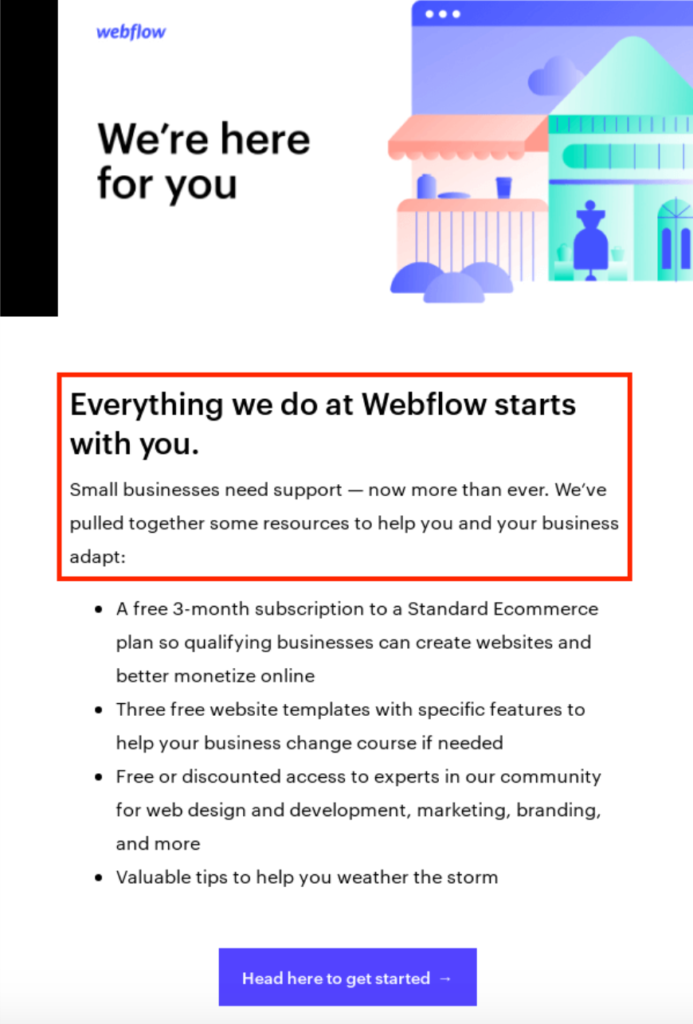 webflow
We're here
for you
Everything we do at Webflow starts
with you.
Small businesses need support — now more than ever. We've
pulled together some resources to help you and your business
adapt:
• A free 3-month subscription to a Standard Ecommerce
plan so qualifying businesses can create websites and
better monetize online
• Three free website templates with specific features to
help your business change course if needed
• Free or discounted access to experts in our community
for web design and development, marketing, branding,
and more
• Valuable tips to help you weather the storm
Head here to get started →